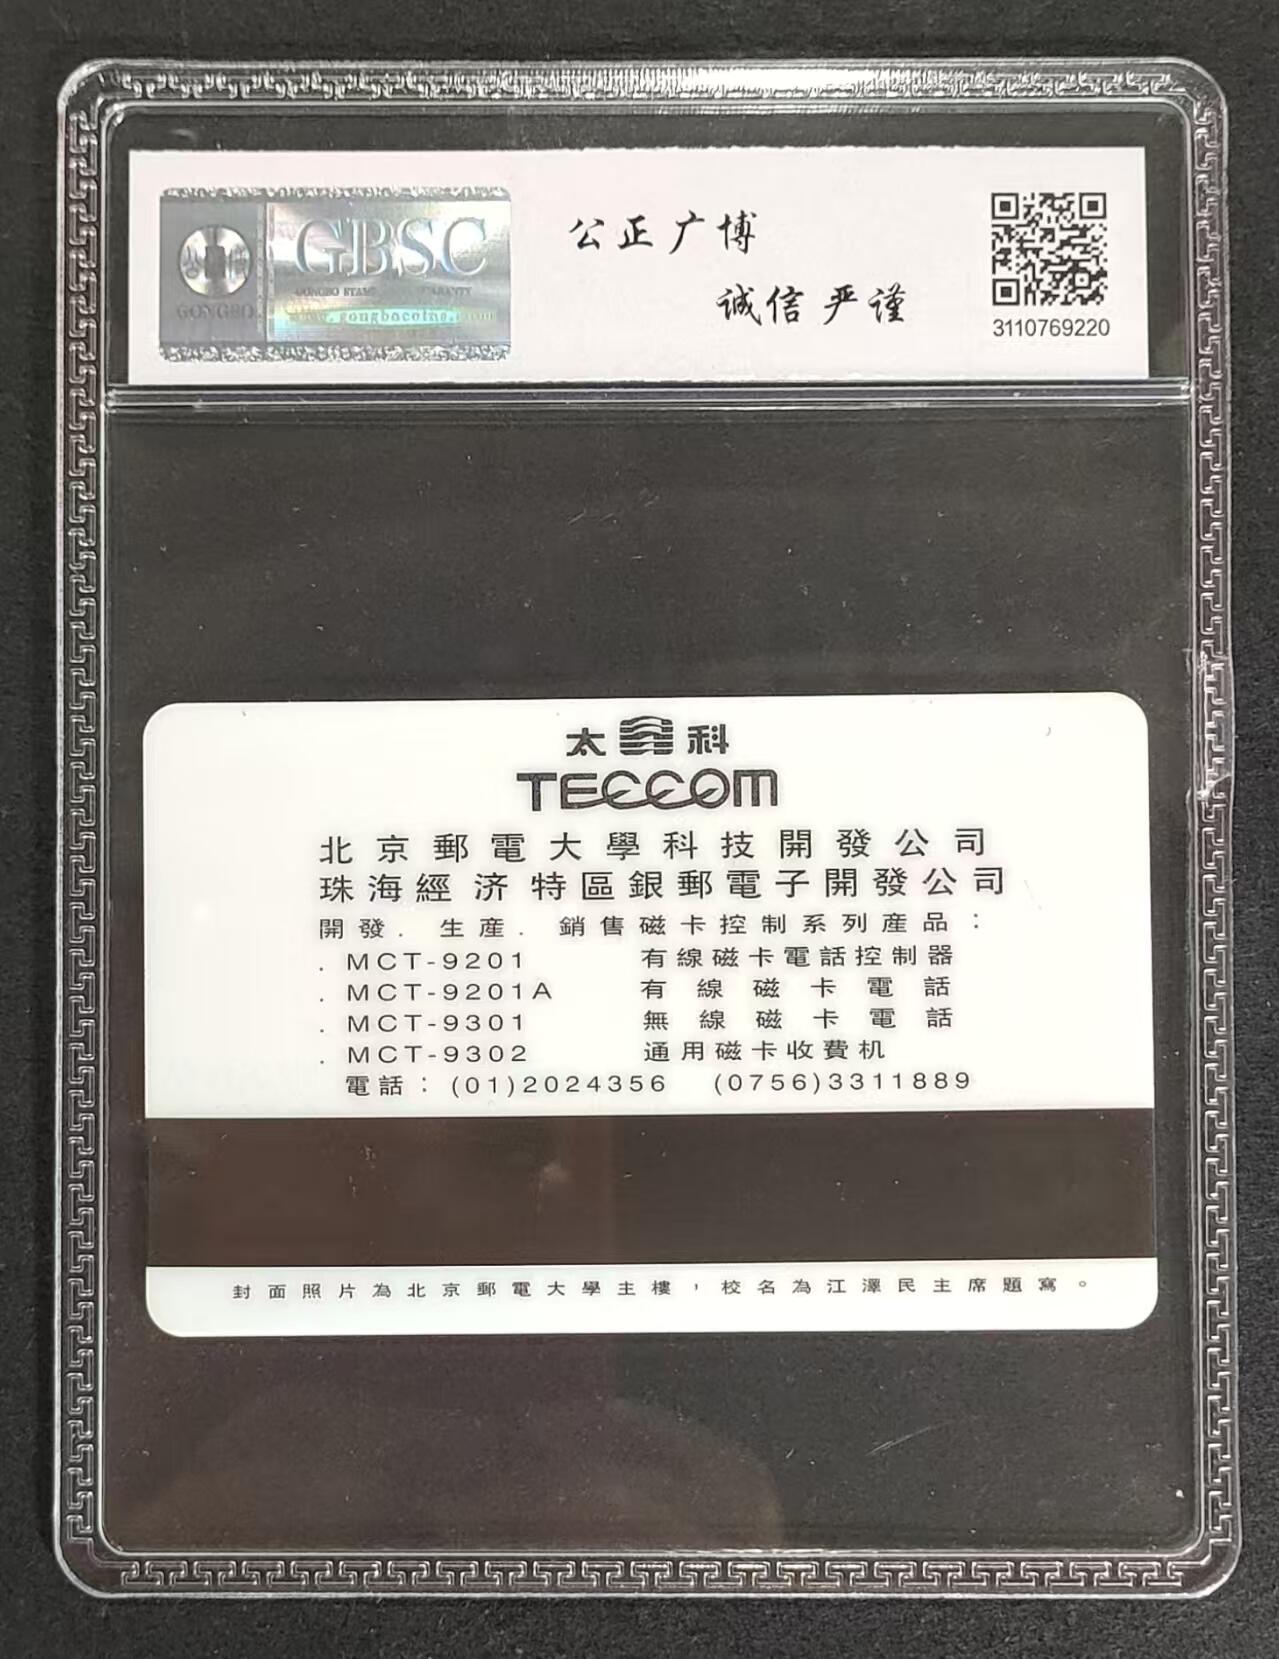 GBSC
GONGBO
公正广博
诚信严谨
3110769220
太 科
TECCOM
北京郵電大學科技開發公司
珠海經济特區銀郵電子開發公司
開發. 生産. 銷售磁卡控制系列産品：
. MCT-9201 有線磁卡電話控制器
. MCT-9201A 有線磁卡電話
. MCT-9301 無線磁卡電話
. MCT-9302 通用磁卡收費机
電話：(01)2024356 (0756)3311889
封面照片為北京郵電大學主樓，校名為江澤民主席題寫。